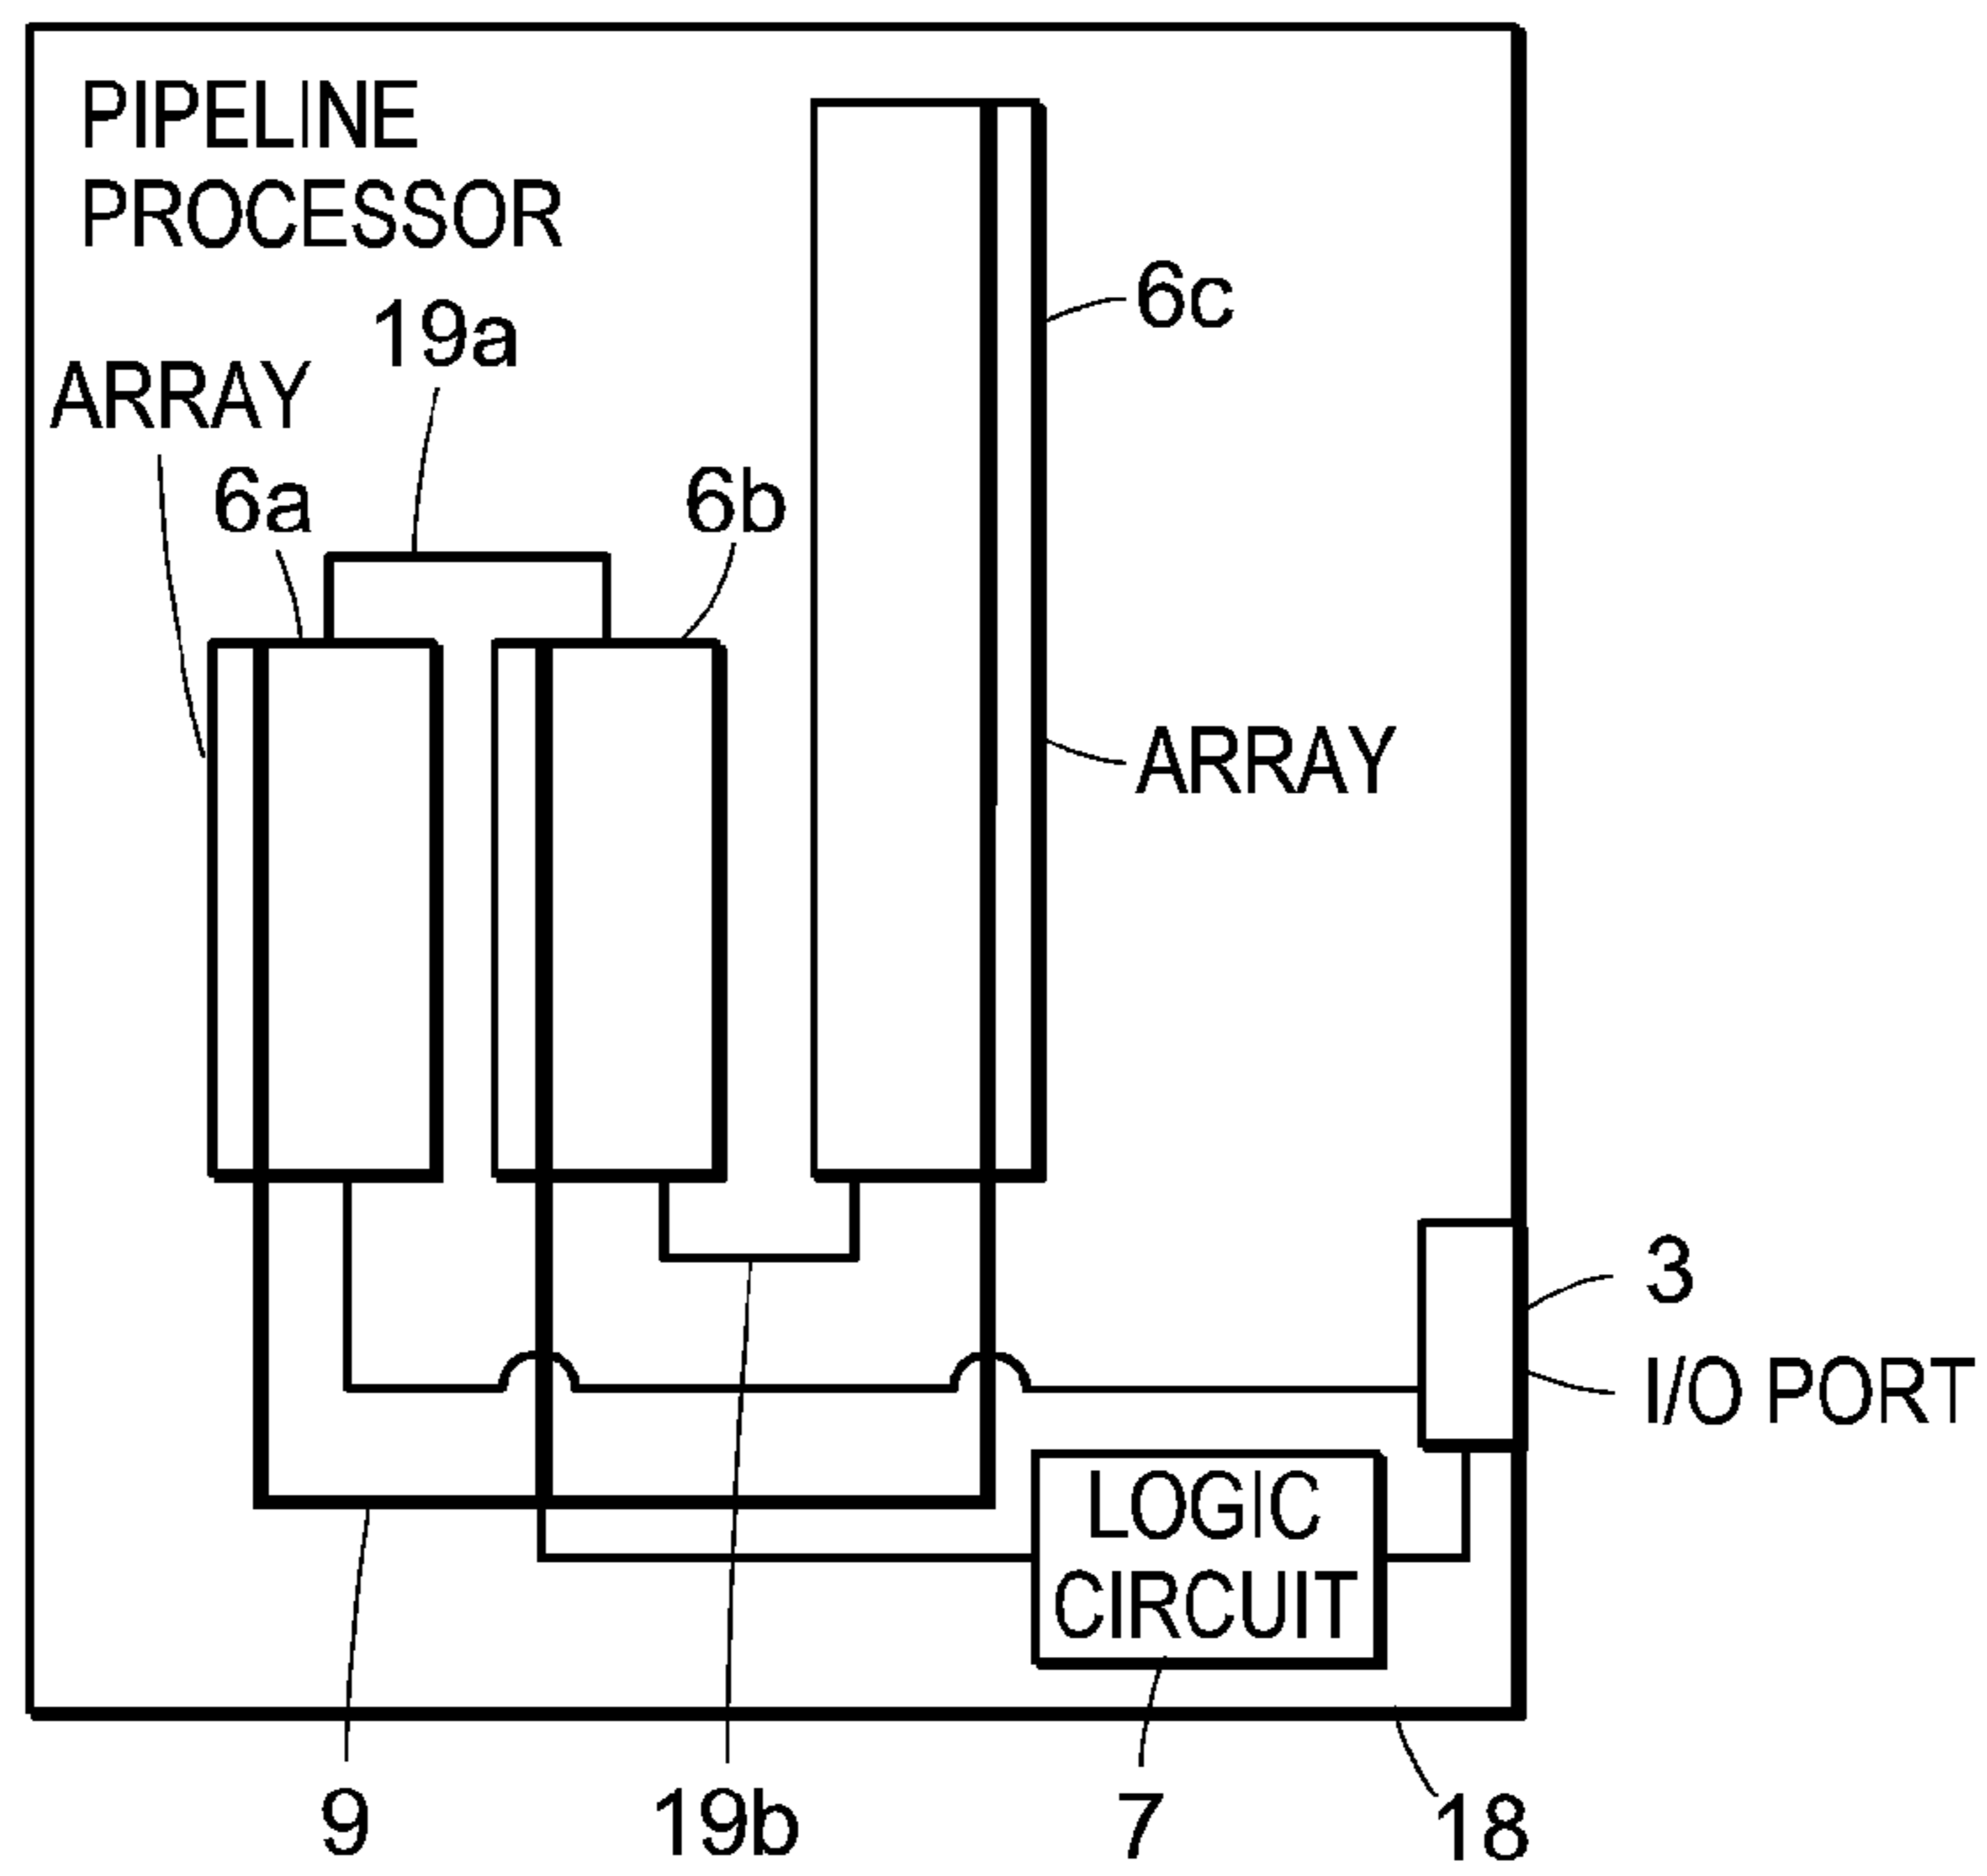 PIPELINE
PROCESSOR
19a
6c
ARRAY
6a
6b
ARRAY
3
I/O PORT
LOGIC
CIRCUIT
9
19b
7
18